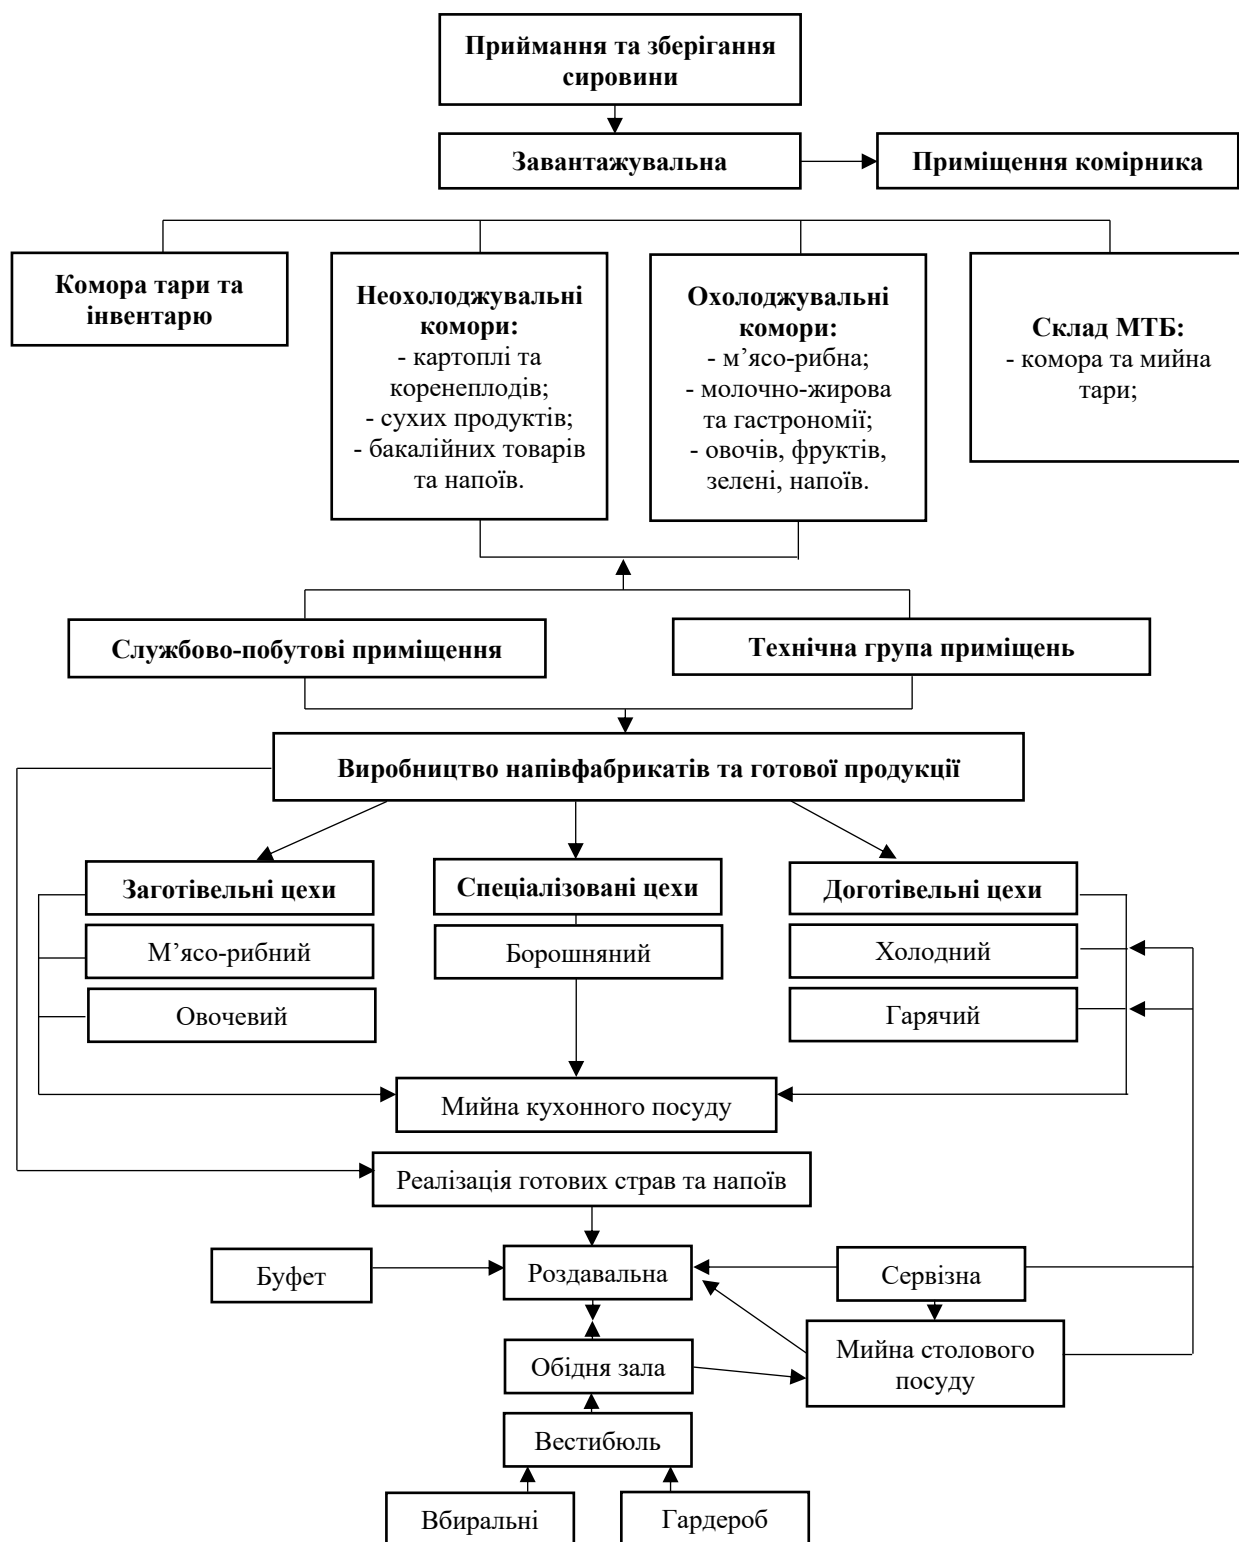 Приймання та зберігання
сировини
Завантажувальна
Приміщення комірника
Комора тари та
інвентарю
Неохолоджувальні
комори:
- картоплі та
коренеплодів;
- сухих продуктів;
- бакалійних товарів
та напоїв.
Охолоджувальні
комори:
- м’ясо-рибна;
- молочно-жирова
та гастрономії;
- овочів, фруктів,
зелені, напоїв.
Склад МТБ:
- комора та мийна
тари;
Службово-побутові приміщення
Технічна група приміщень
Виробництво напівфабрикатів та готової продукції
Заготівельні цехи
Спеціалізовані цехи
Доготівельні цехи
М’ясо-рибний
Борошняний
Холодний
Овочевий
Гарячий
Мийна кухонного посуду
Реалізація готових страв та напоїв
Буфет
Роздавальна
Сервізна
Обідня зала
Мийна столового
посуду
Вестибюль
Вбиральні
Гардероб